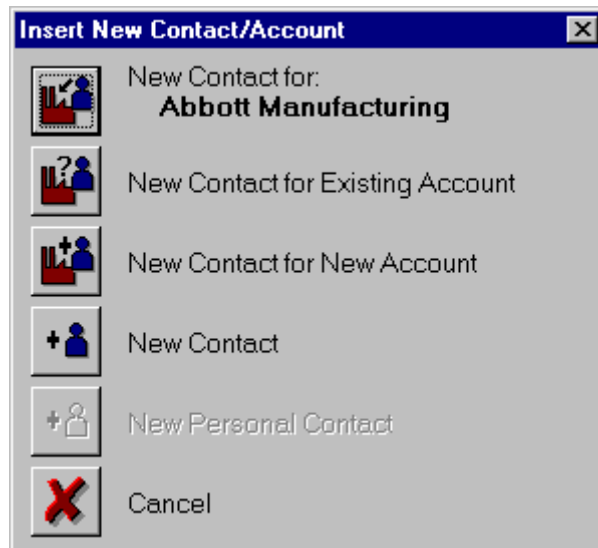 Insert New Contact/Account
New Contact for:
Abbott Manufacturing
New Contact for Existing Account
New Contact for New Account
New Contact
New Personal Contact
Cancel